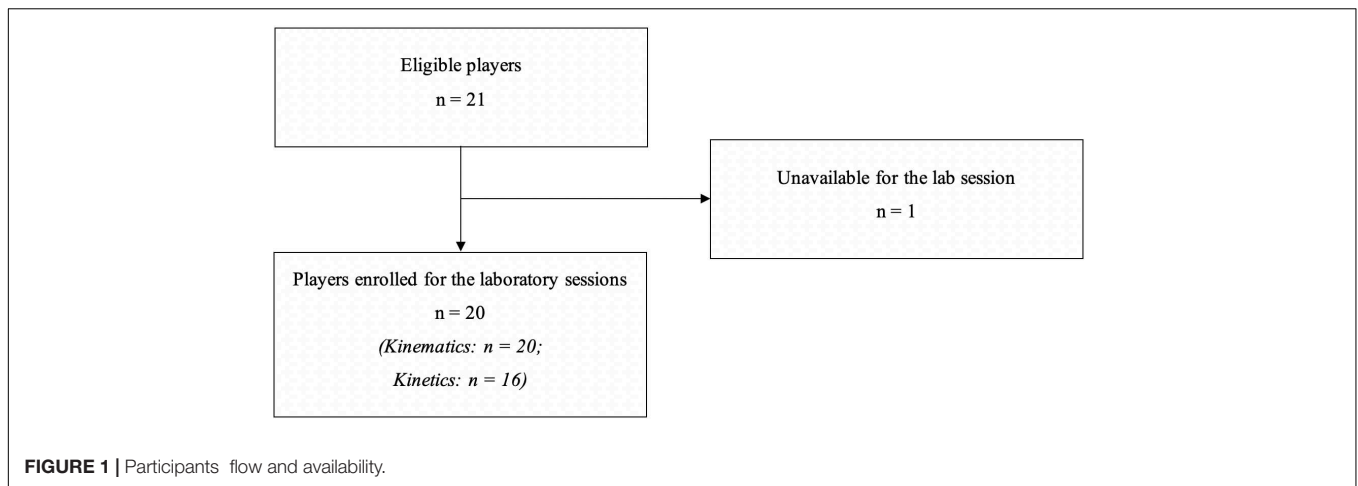 Eligible players
n = 21
Unavailable for the lab session
n = 1
Players enrolled for the laboratory sessions
n = 20
(Kinematics: n = 20;
Kinetics: n = 16)
FIGURE 1 | Participants flow and availability.